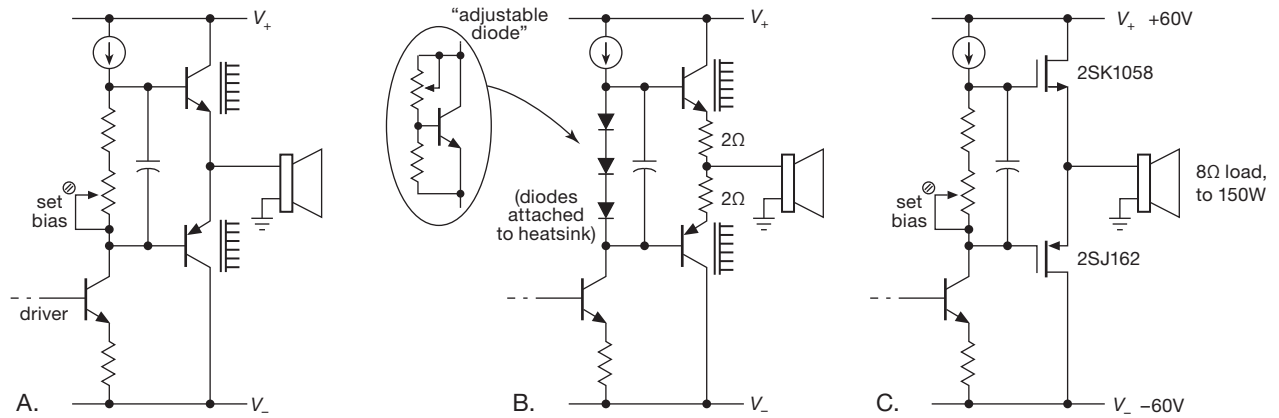 V+
set
bias
driver
V−
A.
“adjustable
diode”
V+
2Ω
2Ω
(diodes
attached
to heatsink)
V−
B.
V+ +60V
2SK1058
8Ω load,
to 150W
set
bias
2SJ162
V− −60V
C.